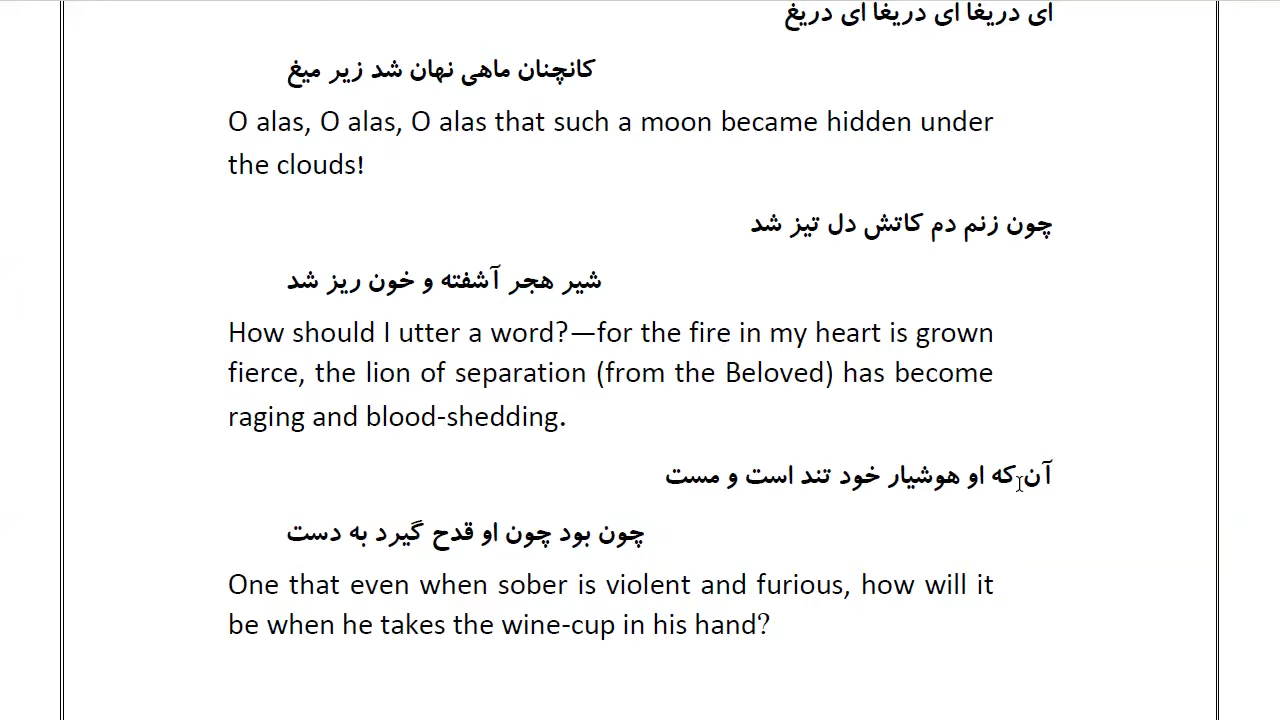 ای دریغا ای دریغا ای دریغ
کانچنان ماهی نهان شد زیر میغ
O alas, O alas, O alas that such a moon became hidden under
the clouds!
چون زنم دم کاتش دل تیز شد
شیر هجر آشفته و خون ریز شد
How should I utter a word?—for the fire in my heart is grown
fierce, the lion of separation (from the Beloved) has become
raging and blood-shedding.
آن که او هوشیار خود تند است و مست
چون بود چون او قدح گیرد به دست
One that even when sober is violent and furious, how will it
be when he takes the wine-cup in his hand?